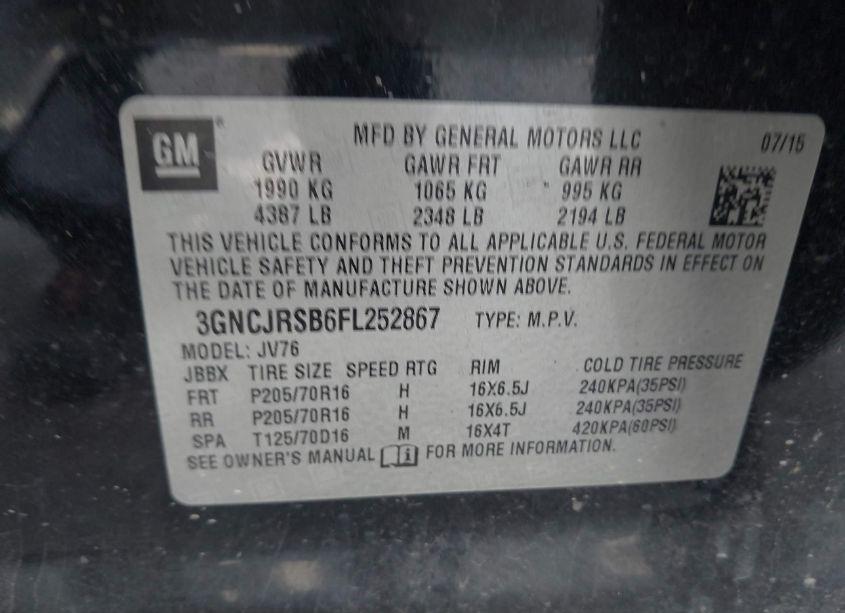 GM ® MFD BY GENERAL MOTORS LLC 07/15
GVWR GAWR FRT GAWR RR
1990 KG 1065 KG 995 KG
4387 LB 2348 LB 2194 LB
THIS VEHICLE CONFORMS TO ALL APPLICABLE U.S. FEDERAL MOTOR
VEHICLE SAFETY AND THEFT PREVENTION STANDARDS IN EFFECT ON
THE DATE OF MANUFACTURE SHOWN ABOVE.
3GNCJRSB6FL252867 TYPE: M.P.V.
MODEL: JV76
JBBX TIRE SIZE SPEED RTG RIM COLD TIRE PRESSURE
FRT P205/70R16 H 16X6.5J 240KPA(35PSI)
RR P205/70R16 H 16X6.5J 240KPA(35PSI)
SPA T125/70D16 M 16X4T 420KPA(60PSI)
SEE OWNER'S MANUAL FOR MORE INFORMATION.